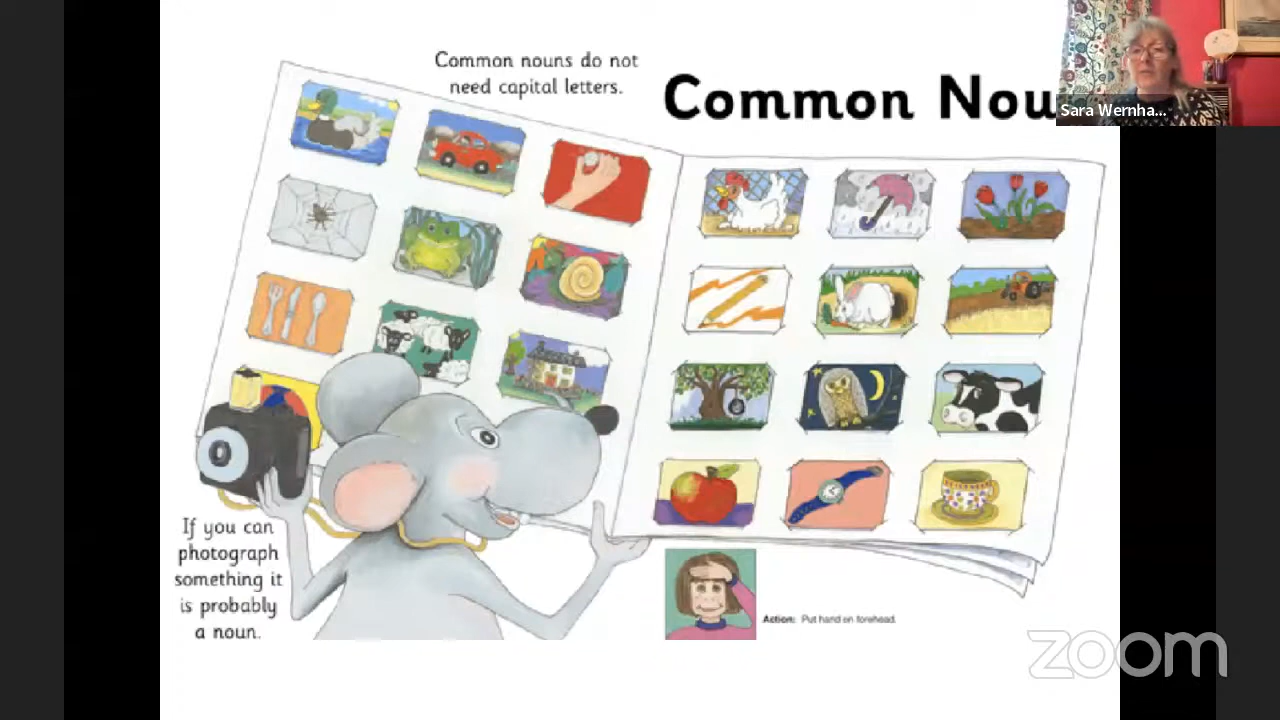 Common nouns do not
need capital letters.
Common Nou
Sara Wernha...
If you can
photograph
something it
is probably
a noun.
Action: Put hand on forehead.
zoom